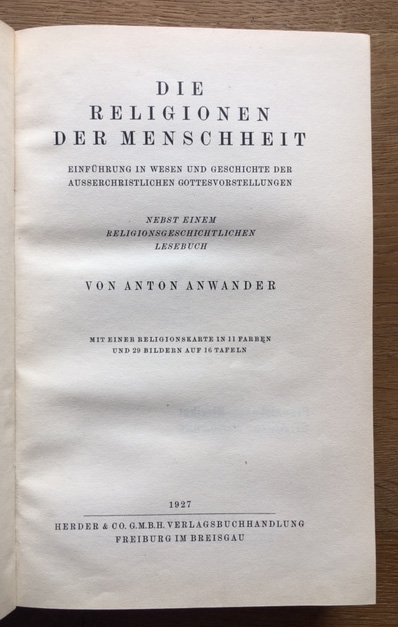 DIE
RELIGIONEN
DER MENSCHHEIT
EINFÜHRUNG IN WESEN UND GESCHICHTE DER
AUSSERCHRISTLICHEN GOTTESVORSTELLUNGEN
NEBST EINEM
RELIGIONSGESCHICHTLICHEN
LESEBUCH
VON ANTON ANWANDER
MIT EINER RELIGIONSKARTE IN 11 FARBEN
UND 29 BILDERN AUF 16 TAFELN
1927
HERDER & CO. G.M.B.H. VERLAGSBUCHHANDLUNG
FREIBURG IM BREISGAU